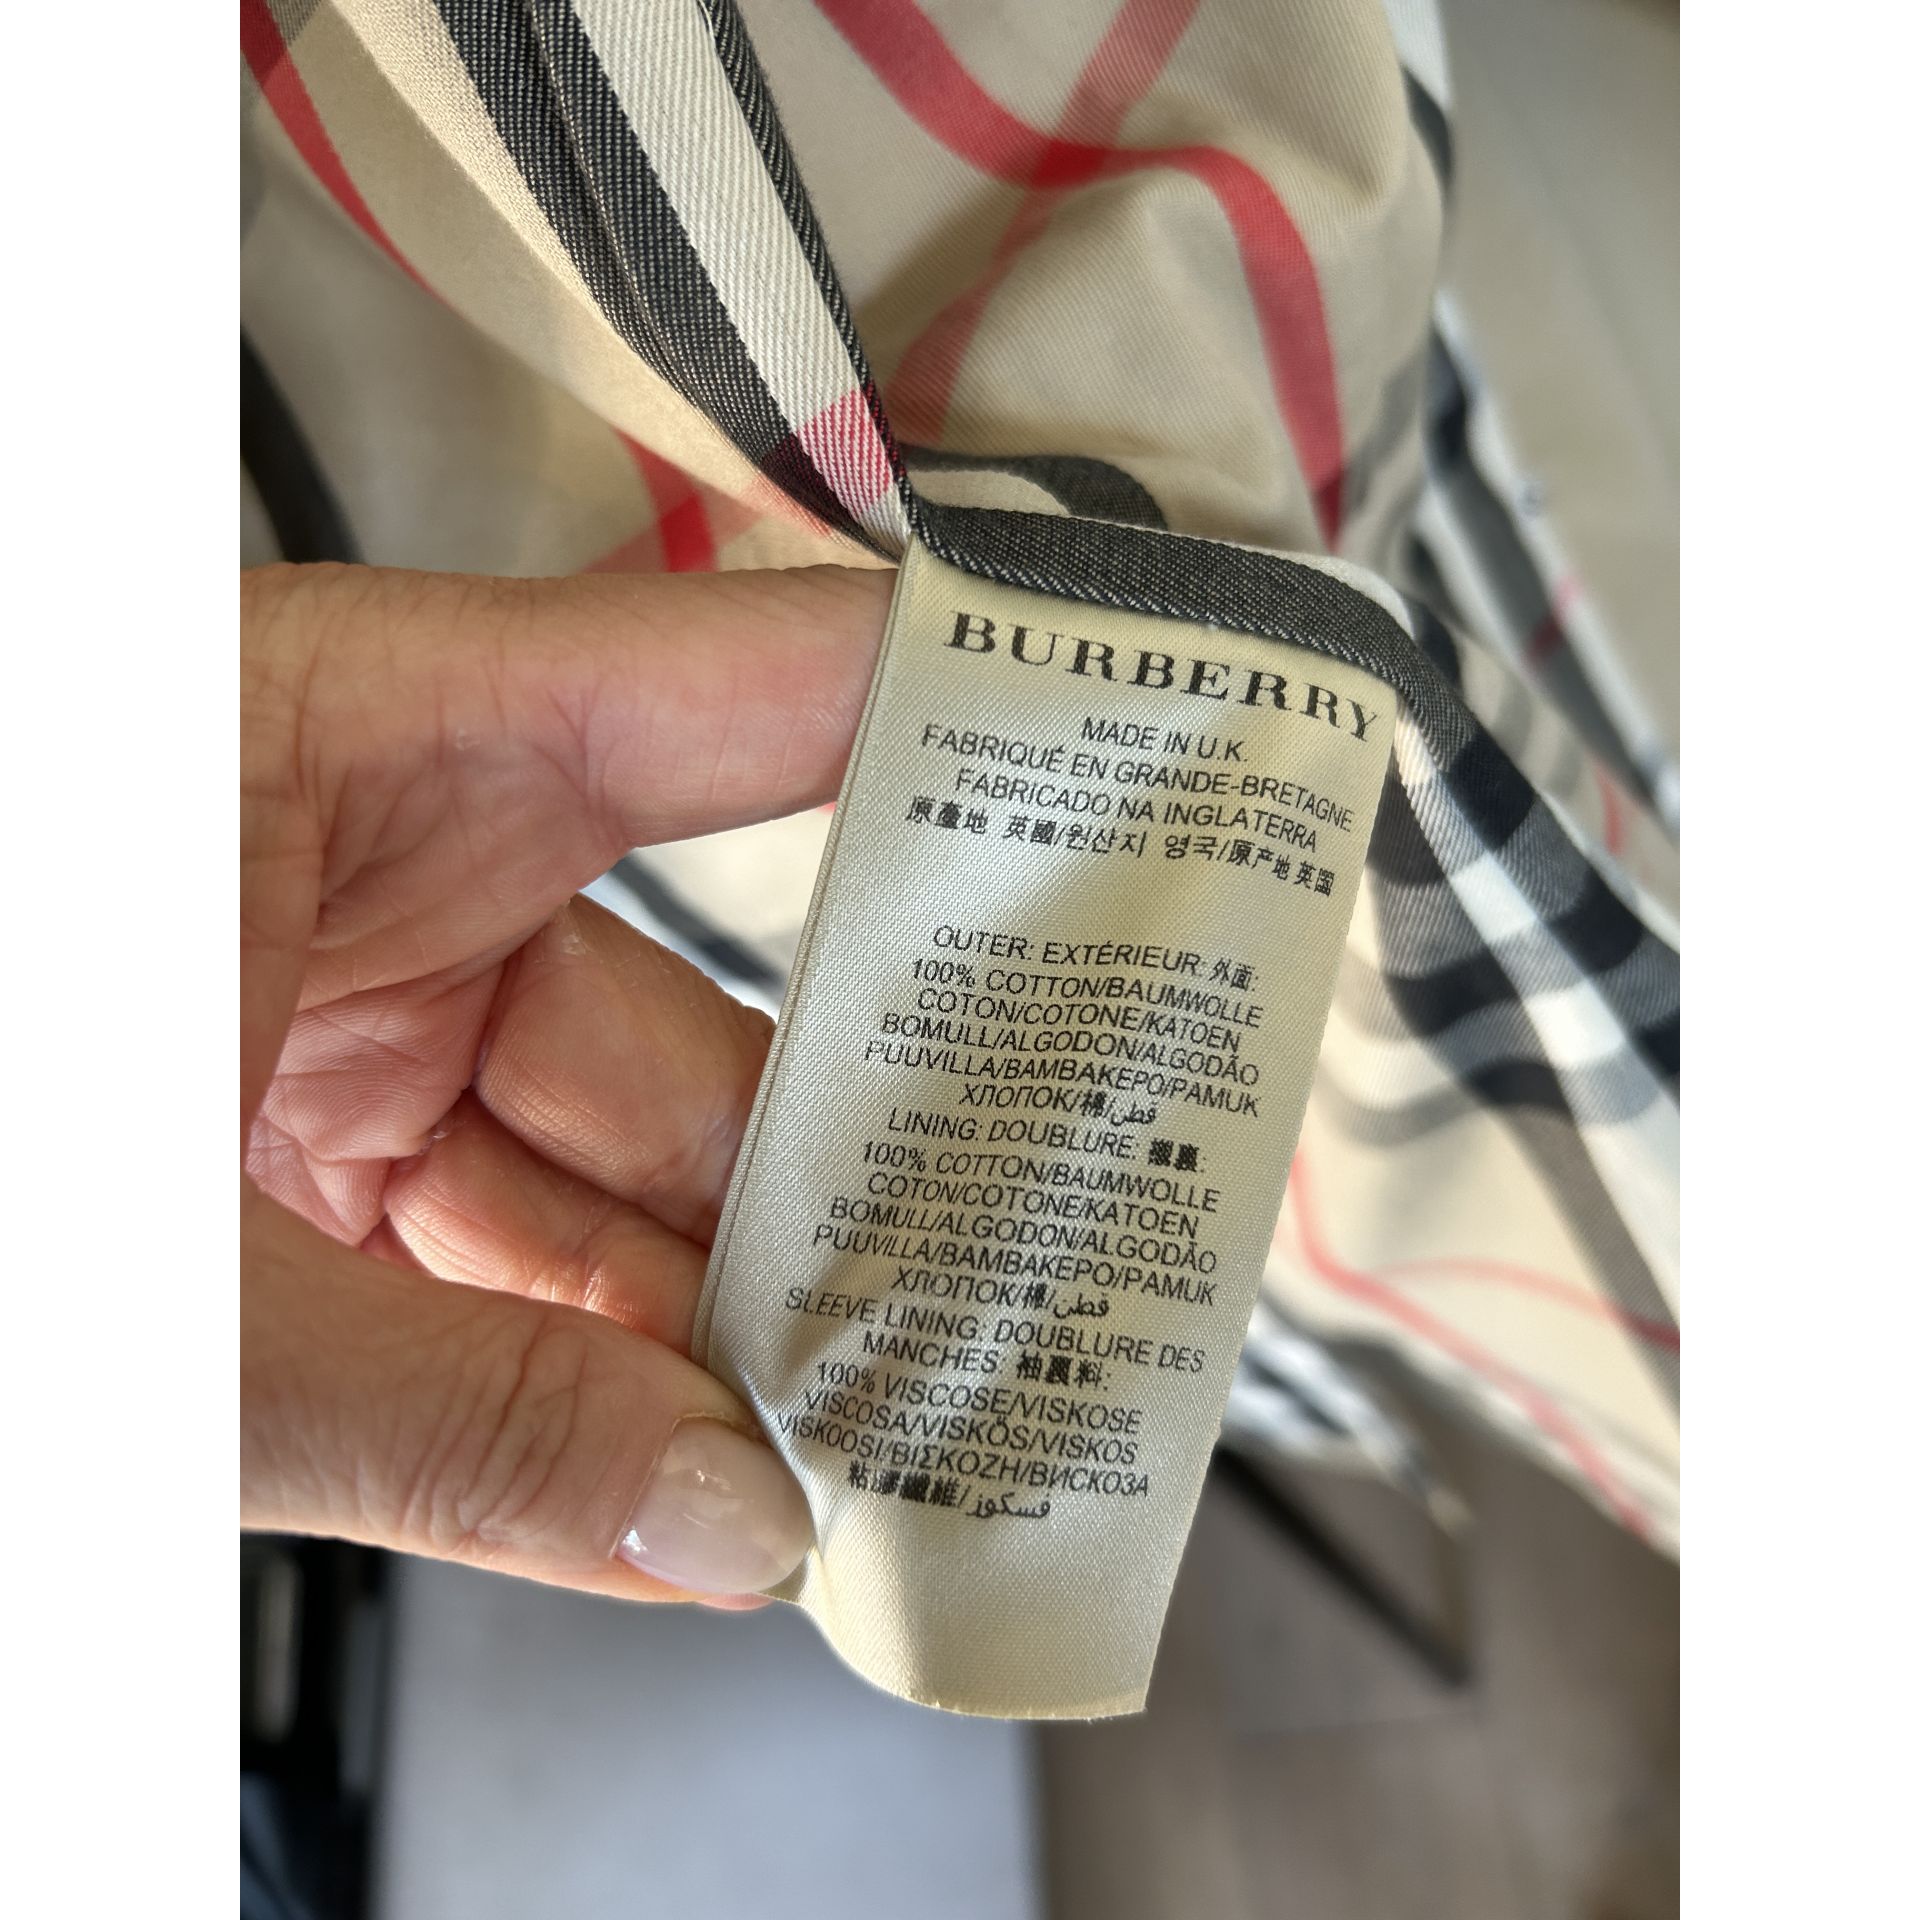 BURBERRY
MADE IN U.K.
FABRIQUÉ EN GRANDE-BRETAGNE
FABRICADO NA INGLATERRA
原產地 英國/원산지 영국/原产地 英国
OUTER: EXTÉRIEUR: 外面:
100% COTTON/BAUMWOLLE
COTON/COTONE/KATOEN
BOMULL/ALGODON/ALGODÃO
PUUVILLA/BAMBAKEPO/PAMUK
ХЛОПОК/棉/قطن
LINING: DOUBLURE: 襯裏:
100% COTTON/BAUMWOLLE
COTON/COTONE/KATOEN
BOMULL/ALGODON/ALGODÃO
PUUVILLA/BAMBAKEPO/PAMUK
ХЛОПОК/棉/قطن
SLEEVE LINING: DOUBLURE DES
MANCHES: 袖裏料:
100% VISCOSE/VISKOSE
VISCOSA/VISKÖS/VISKOS
VISKOOSI/ΒΙΣΚΟΖΗ/ВИСКОЗА
粘膠纖維/فسكوز